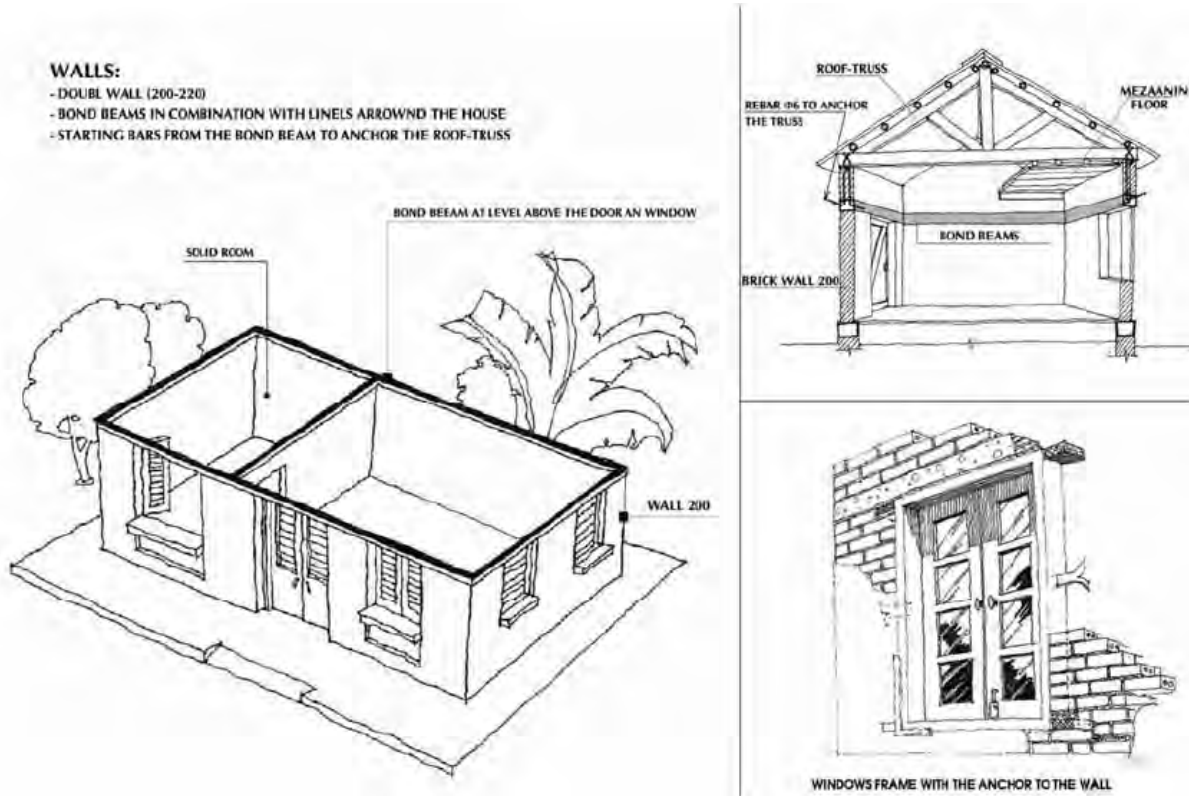 WALLS:
- DOUBL WALL (200-220)
- BOND BEAMS IN COMBINATION WITH LINELS ARROWND THE HOUSE
- STARTING BARS FROM THE BOND BEAM TO ANCHOR THE ROOF-TRUSS
BOND BEEAM AT LEVEL ABOVE THE DOOR AN WINDOW
SOLID ROOM
WALL 200
ROOF-TRUSS
MEZAANIN
FLOOR
REBAR Φ6 TO ANCHOR
THE TRUSS
BOND BEAMS
BRICK WALL 200
WINDOWS FRAME WITH THE ANCHOR TO THE WALL